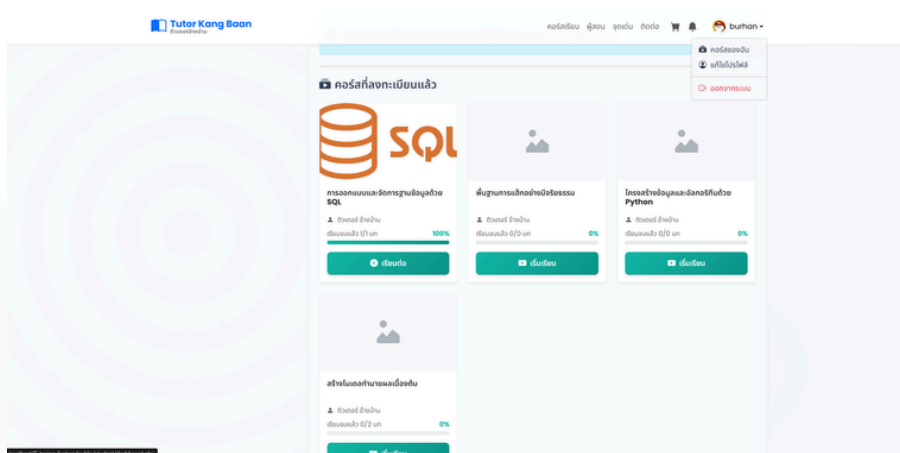 Tutor Kang Baan
ติวเตอร์ข้างบ้าน
คอร์สเรียน ผู้สอน จุดเด่น ติดต่อ burhan
คอร์สของฉัน
แก้ไขโปรไฟล์
ออกจากระบบ
คอร์สที่ลงทะเบียนแล้ว
SQL
การออกแบบและจัดการฐานข้อมูลด้วย
SQL
ติวเตอร์ ข้างบ้าน
เรียนจบแล้ว 1/1 บท 100%
เรียนต่อ
พื้นฐานการแฮ็กอย่างมีจริยธรรม
ติวเตอร์ ข้างบ้าน
เรียนจบแล้ว 0/0 บท 0%
เริ่มเรียน
โครงสร้างข้อมูลและอัลกอริทึมด้วย
Python
ติวเตอร์ ข้างบ้าน
เรียนจบแล้ว 0/0 บท 0%
เริ่มเรียน
สร้างโมเดลทำนายผลเบื้องต้น
ติวเตอร์ ข้างบ้าน
เรียนจบแล้ว 0/2 บท 0%